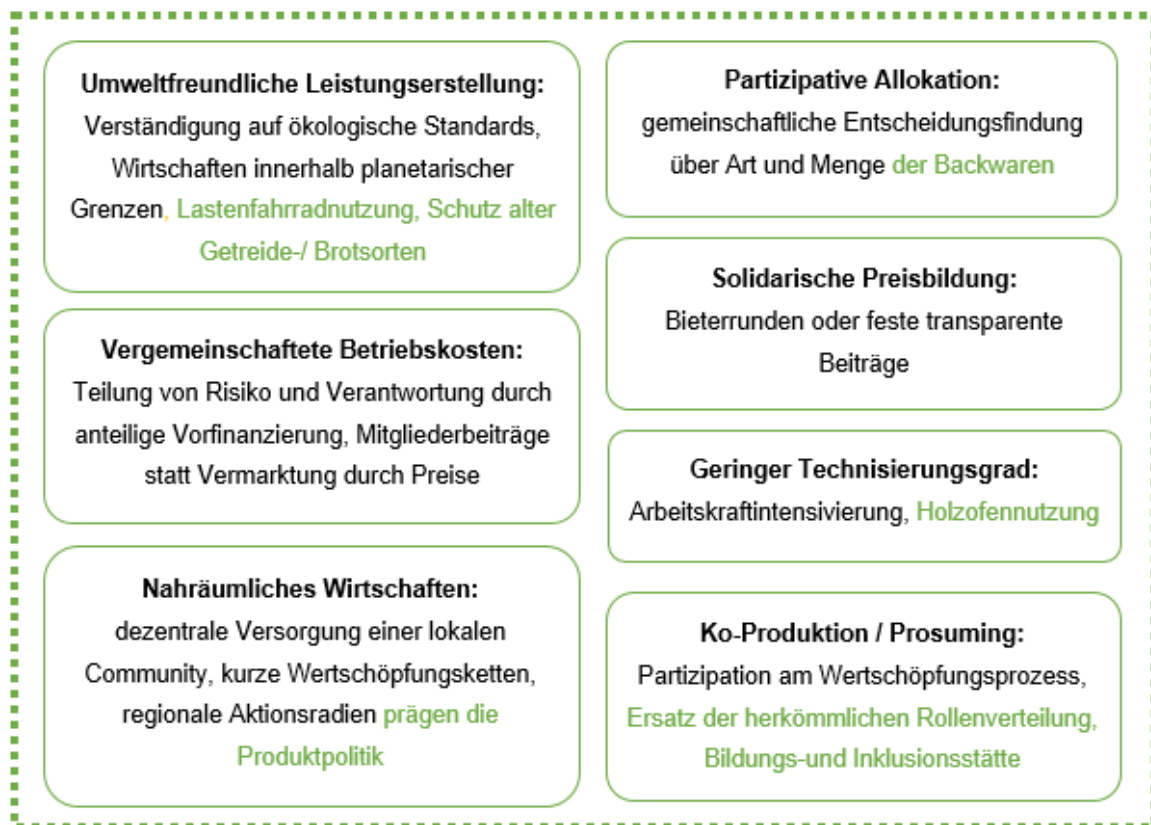 Umweltfreundliche Leistungserstellung:
Verständigung auf ökologische Standards,
Wirtschaften innerhalb planetarischer
Grenzen, Lastenfahrradnutzung, Schutz alter
Getreide-/ Brotsorten
Vergemeinschaftete Betriebskosten:
Teilung von Risiko und Verantwortung durch
anteilige Vorfinanzierung, Mitgliederbeiträge
statt Vermarktung durch Preise
Nahräumliches Wirtschaften:
dezentrale Versorgung einer lokalen
Community, kurze Wertschöpfungsketten,
regionale Aktionsradien prägen die
Produktpolitik
Partizipative Allokation:
gemeinschaftliche Entscheidungsfindung
über Art und Menge der Backwaren
Solidarische Preisbildung:
Bieterrunden oder feste transparente
Beiträge
Geringer Technisierungsgrad:
Arbeitskraftintensivierung, Holzofennutzung
Ko-Produktion / Prosuming:
Partizipation am Wertschöpfungsprozess,
Ersatz der herkömmlichen Rollenverteilung,
Bildungs-und Inklusionsstätte